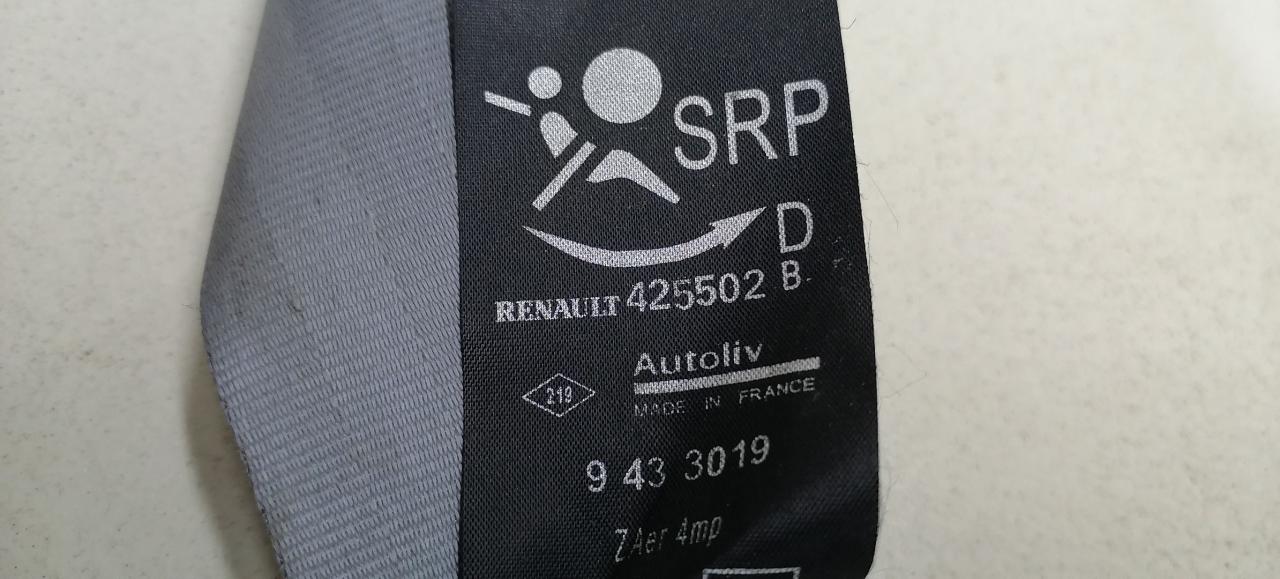 SRP
D
RENAULT 425502 B
Autoliv
219
MADE IN FRANCE
9 43 3019
ZAer 4mp